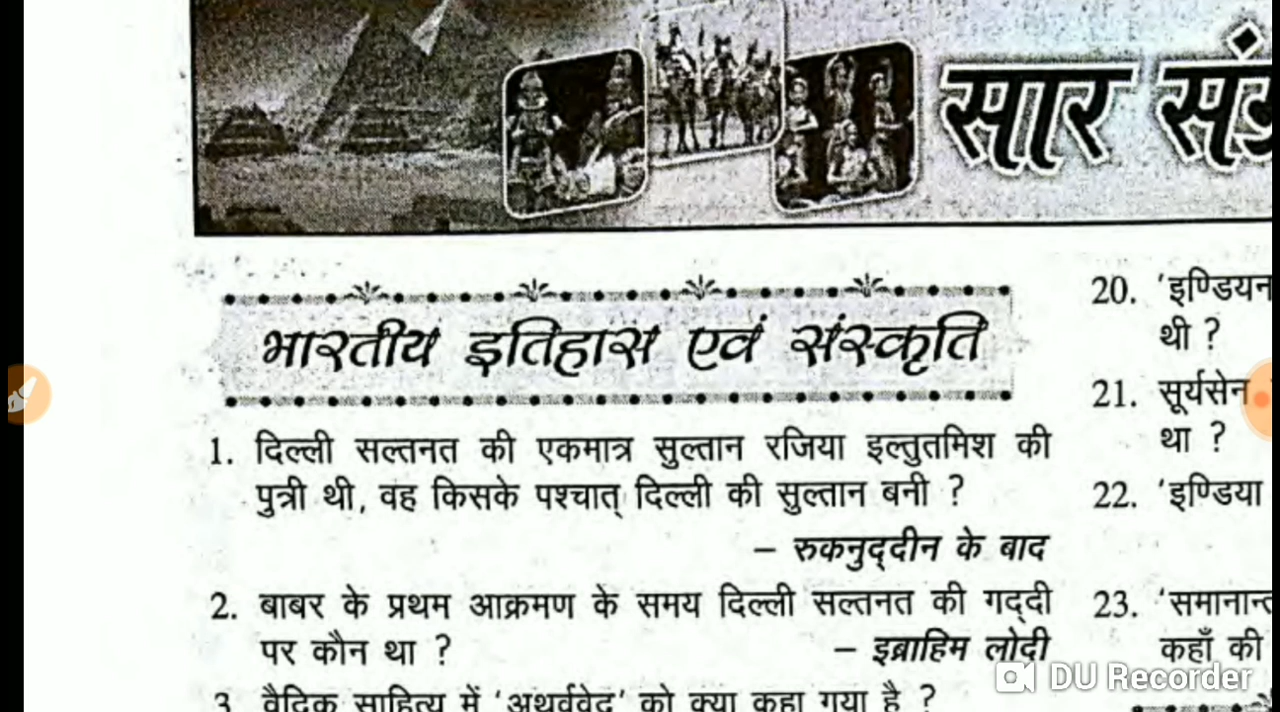 सार
भारतीय इतिहास एवं संस्कृति
1. दिल्ली सल्तनत की एकमात्र सुल्तान रजिया इल्तुतमिश की
पुत्री थी, वह किसके पश्चात् दिल्ली की सुल्तान बनी ?
– रुकनुद्दीन के बाद
2. बाबर के प्रथम आक्रमण के समय दिल्ली सल्तनत की गद्दी
पर कौन था ?
– इब्राहिम लोदी
3. वैदिक साहित्य में 'अथर्ववेद' को क्या कहा गया है ?
20. 'इण्डियन
थी ?
21. सूर्यसेन
था ?
22. 'इण्डिया
23.
कहाँ की
DU Recorder